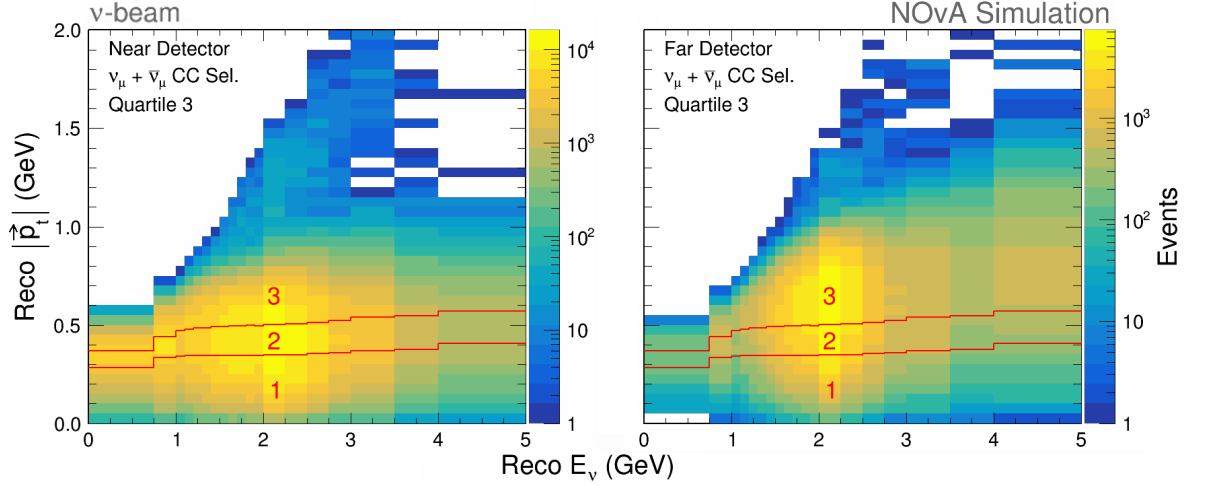 ν-beam
NOvA Simulation
Near Detector
νμ + ν̄μ CC Sel.
Quartile 3
Far Detector
νμ + ν̄μ CC Sel.
Quartile 3
Reco |p⃗t| (GeV)
2.0
1.5
1.0
0.5
0.0
3
2
1
0 1 2 3 4 5
10⁴
10³
10²
10
1
3
2
1
0 1 2 3 4 5
10³
10²
10
1
Events
Reco Eν (GeV)